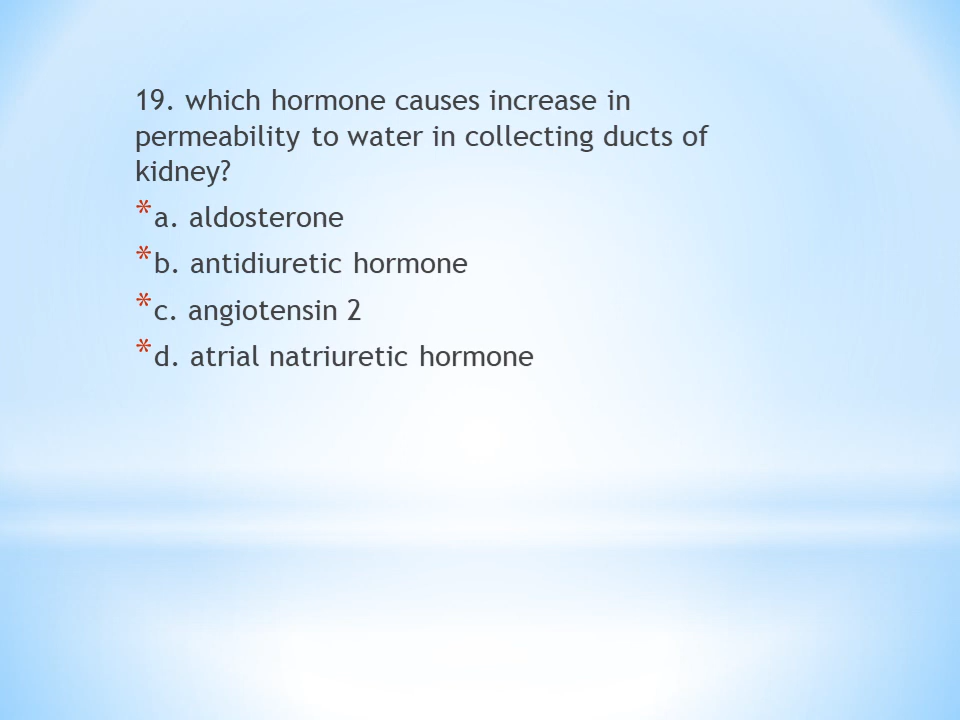 19. which hormone causes increase in
permeability to water in collecting ducts of
kidney?
*a. aldosterone
*b. antidiuretic hormone
*c. angiotensin 2
*d. atrial natriuretic hormone